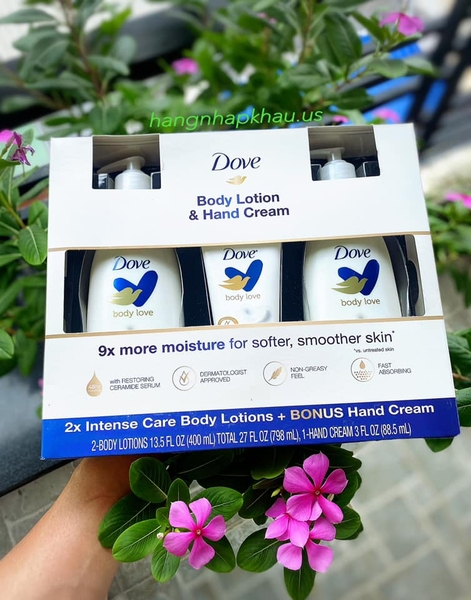 hangnhapkhau.us
Dove
Body Lotion
& Hand Cream
Dove
body love
Dove
body love
Dove
body love
9x more moisture for softer, smoother skin*
*vs. untreated skin
with RESTORING
CERAMIDE SERUM
DERMATOLOGIST
APPROVED
NON-GREASY
FEEL
FAST
ABSORBING
2x Intense Care Body Lotions + BONUS Hand Cream
2-BODY LOTIONS 13.5 FL OZ (400 mL) TOTAL 27 FL OZ (798 mL), 1-HAND CREAM 3 FL OZ (88.5 mL)